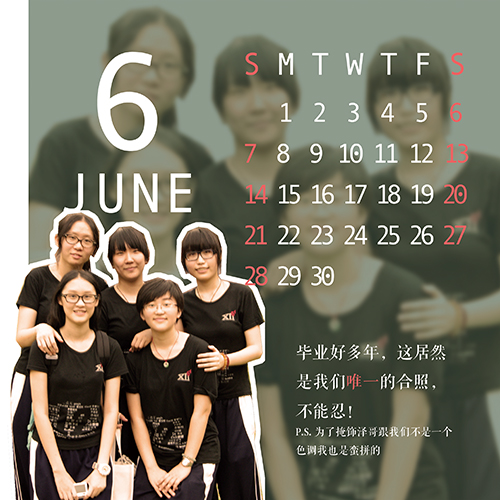 6
JUNE
S M T W T F S
1 2 3 4 5 6
7 8 9 10 11 12 13
14 15 16 17 18 19 20
21 22 23 24 25 26 27
28 29 30
XII
毕业好多年，这居然
是我们唯一的合照，
不能忍！
P.S. 为了掩饰泽哥跟我们不是一个
色调我也是蛮拼的